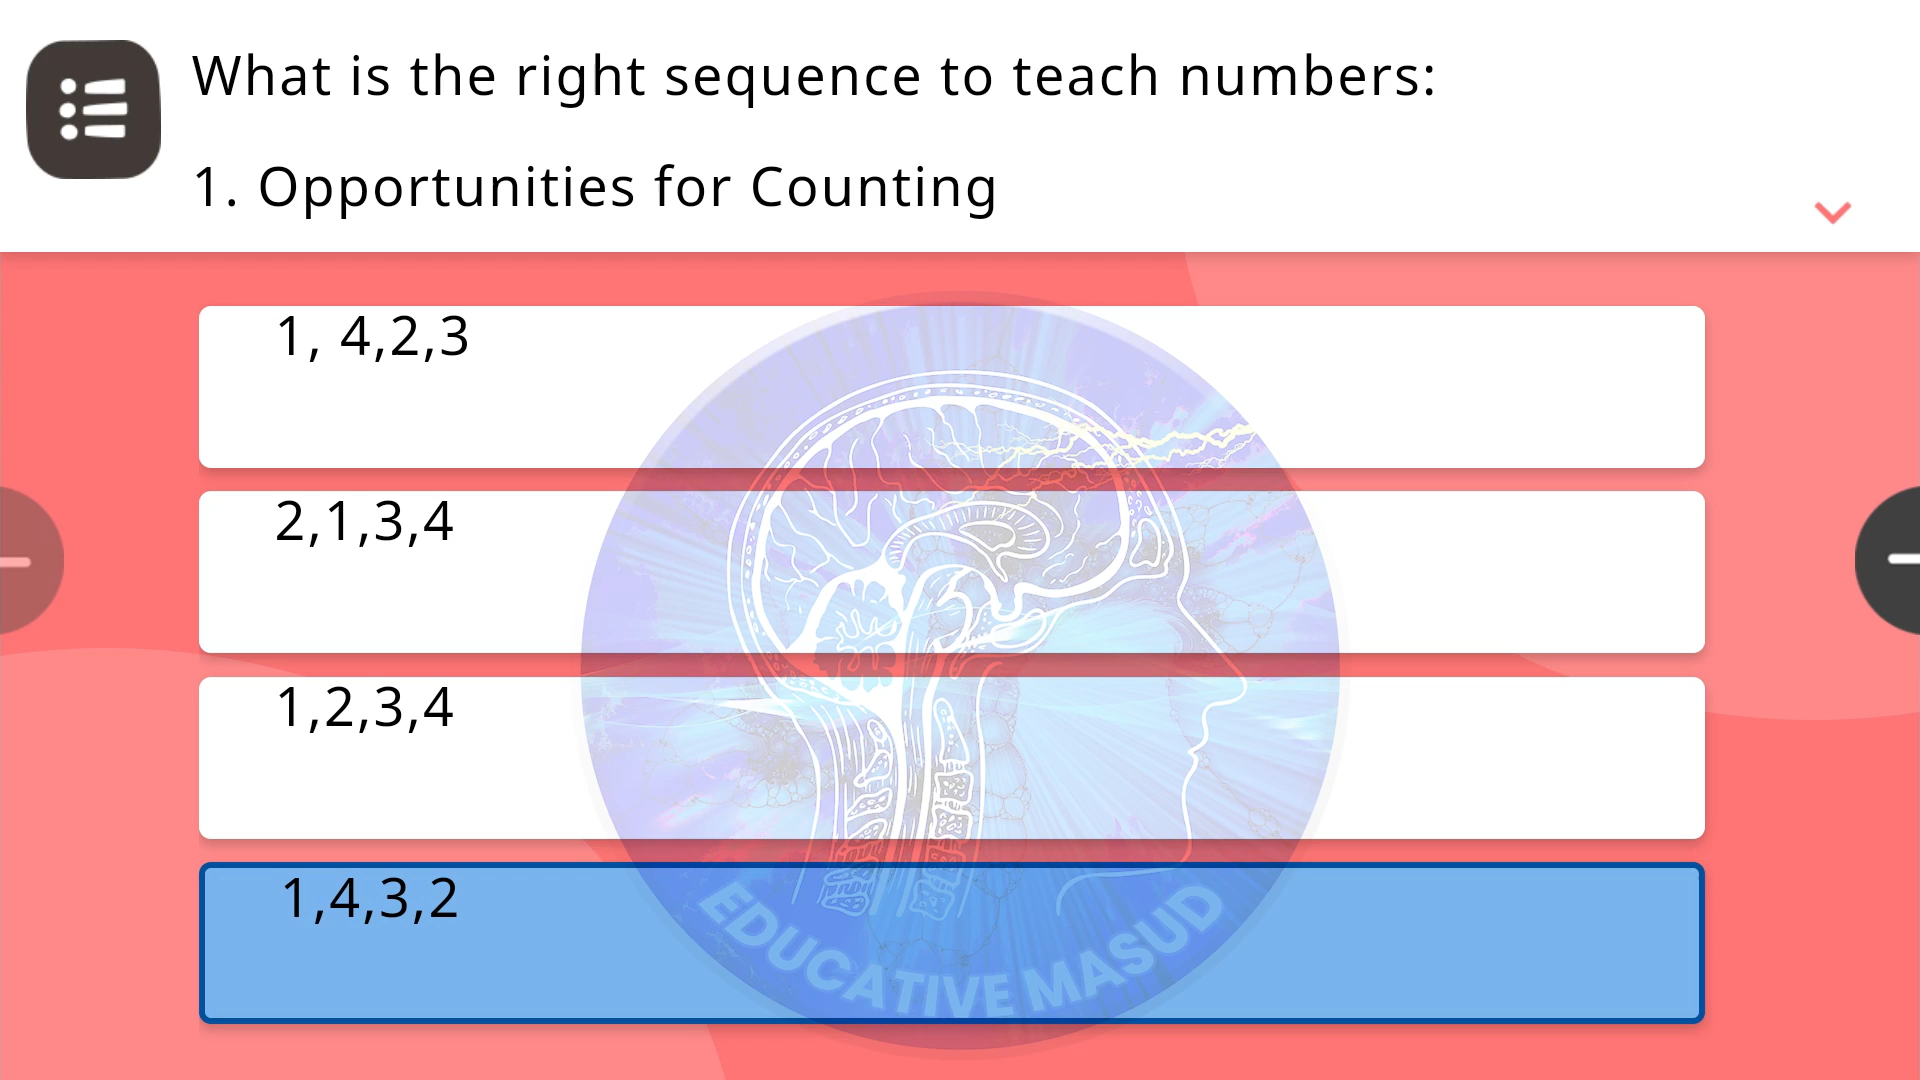 What is the right sequence to teach numbers:
1. Opportunities for Counting
1, 4,2,3
2,1,3,4
1,2,3,4
1,4,3,2
EDUCATIVE MASUD